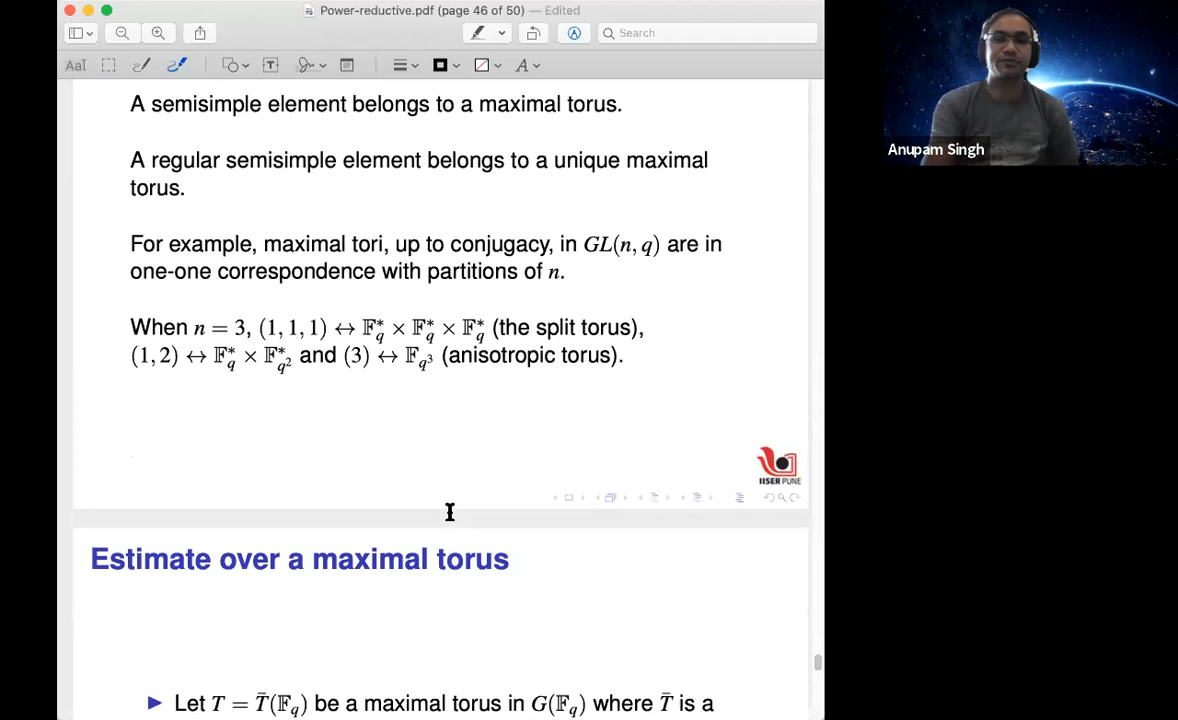 Power-reductive.pdf (page 46 of 50) — Edited
Search
A semisimple element belongs to a maximal torus.
A regular semisimple element belongs to a unique maximal
torus.
For example, maximal tori, up to conjugacy, in GL(n, q) are in
one-one correspondence with partitions of n.
When n = 3, (1, 1, 1) ↔ 𝔽*_q × 𝔽*_q × 𝔽*_q (the split torus),
(1, 2) ↔ 𝔽*_q × 𝔽*_{q^2} and (3) ↔ 𝔽_{q^3} (anisotropic torus).
IISER PUNE
Estimate over a maximal torus
► Let T = T̄(𝔽_q) be a maximal torus in G(𝔽_q) where T̄ is a
Anupam Singh